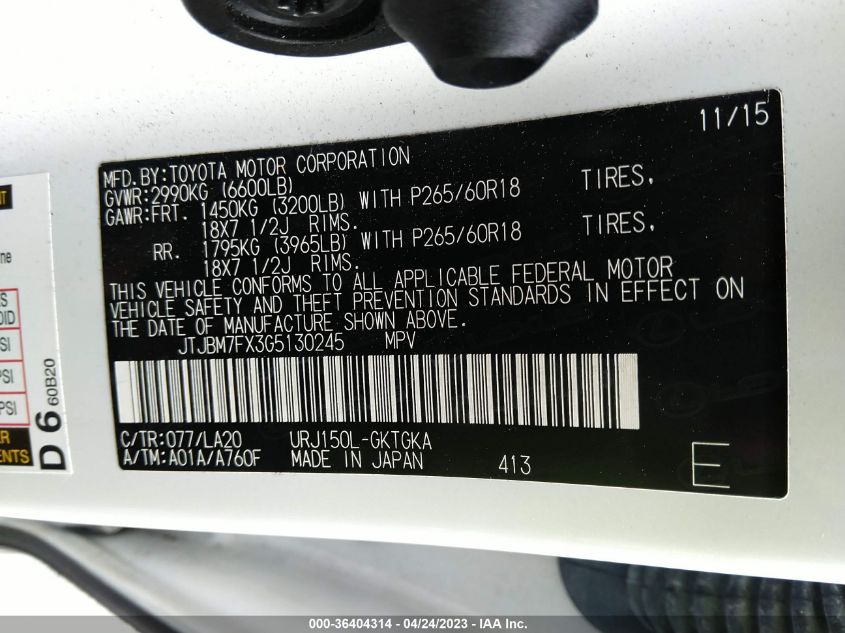 11/15
MFD.BY:TOYOTA MOTOR CORPORATION
GVWR:2990KG (6600LB)
GAWR:FRT. 1450KG (3200LB) WITH P265/60R18 TIRES,
18X7 1/2J RIMS.
RR. 1795KG (3965LB) WITH P265/60R18 TIRES,
18X7 1/2J RIMS.
THIS VEHICLE CONFORMS TO ALL APPLICABLE FEDERAL MOTOR
VEHICLE SAFETY AND THEFT PREVENTION STANDARDS IN EFFECT ON
THE DATE OF MANUFACTURE SHOWN ABOVE.
JTJBM7FX3G5130245 MPV
C/TR:077/LA20 URJ150L-GKTGKA
A/TM:A01A/A760F MADE IN JAPAN 413
E
D 6 60B20
000-36404314 - 04/24/2023 - IAA Inc.